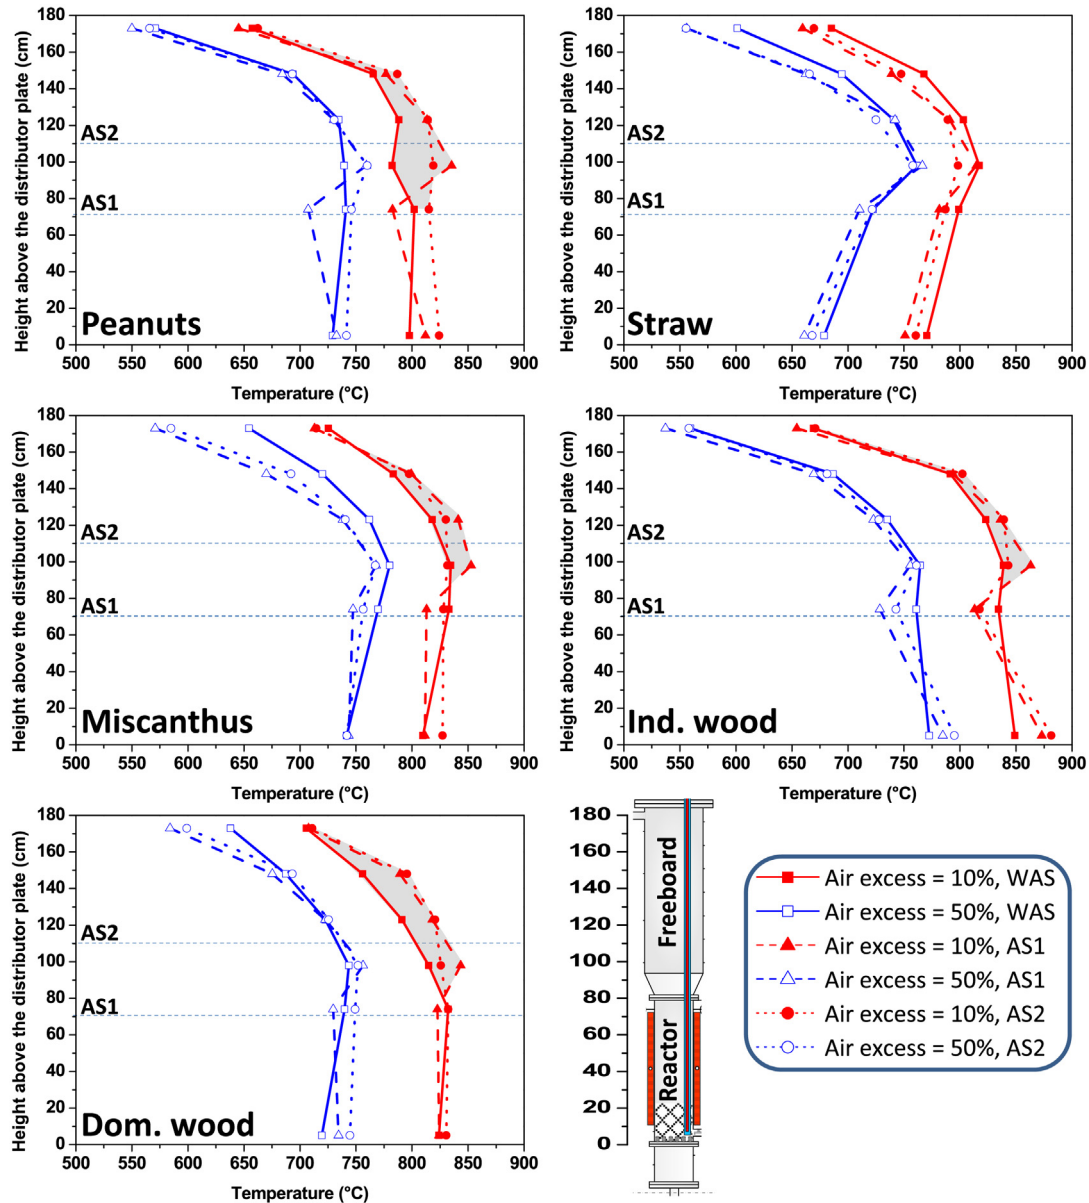 180
160
140
120
100
80
60
40
20
0
Height above the distributor plate (cm)
AS2
AS1
Peanuts
500 550 600 650 700 750 800 850 900
Temperature (°C)
180
160
140
120
100
80
60
40
20
0
Height above the distributor plate (cm)
AS2
AS1
Straw
500 550 600 650 700 750 800 850 900
Temperature (°C)
180
160
140
120
100
80
60
40
20
0
Height above the distributor plate (cm)
AS2
AS1
Miscanthus
500 550 600 650 700 750 800 850 900
Temperature (°C)
180
160
140
120
100
80
60
40
20
0
Height above the distributor plate (cm)
AS2
AS1
Ind. wood
500 550 600 650 700 750 800 850 900
Temperature (°C)
180
160
140
120
100
80
60
40
20
0
Height above the distributor plate (cm)
AS2
AS1
Dom. wood
500 550 600 650 700 750 800 850 900
Temperature (°C)
180
160
140
120
100
80
60
40
20
0
Freeboard
Reactor
Air excess = 10%, WAS
Air excess = 50%, WAS
Air excess = 10%, AS1
Air excess = 50%, AS1
Air excess = 10%, AS2
Air excess = 50%, AS2